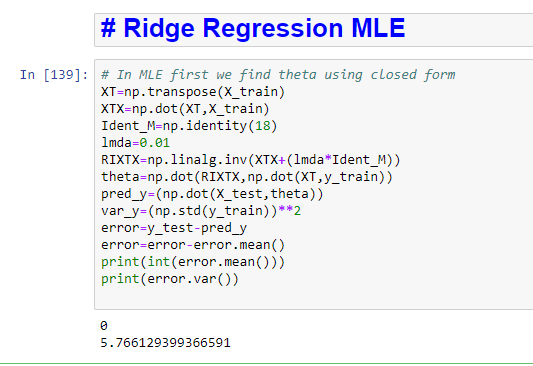 # Ridge Regression MLE
In [139]: # In MLE first we find theta using closed form
XT=np.transpose(X_train)
XTX=np.dot(XT,X_train)
Ident_M=np.identity(18)
lmda=0.01
RIXTX=np.linalg.inv(XTX+(lmda*Ident_M))
theta=np.dot(RIXTX,np.dot(XT,y_train))
pred_y=(np.dot(X_test,theta))
var_y=(np.std(y_train))**2
error=y_test-pred_y
error=error-error.mean()
print(int(error.mean()))
print(error.var())
0
5.766129399366591